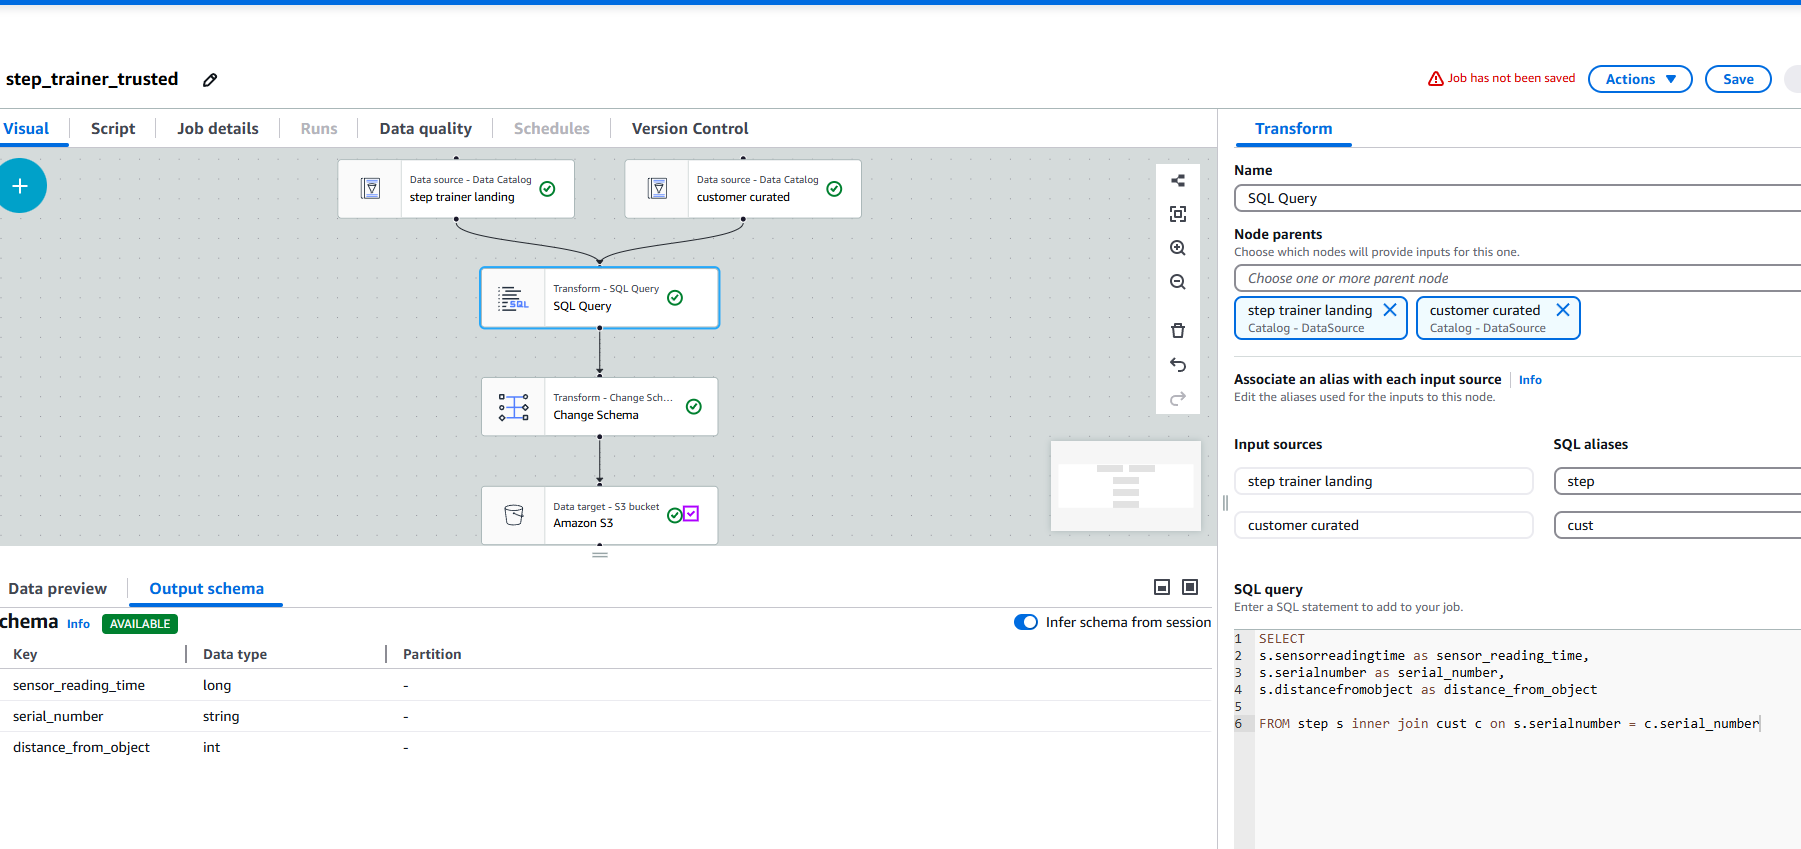 step_trainer_trusted
Job has not been saved
Actions
Save
Visual
Script
Job details
Runs
Data quality
Schedules
Version Control
Data source - Data Catalog
step trainer landing
Data source - Data Catalog
customer curated
Transform - SQL Query
SQL Query
Transform - Change Sch...
Change Schema
Data target - S3 bucket
Amazon S3
Data preview
Output schema
chema Info AVAILABLE
Infer schema from session
Key Data type Partition
sensor_reading_time long -
serial_number string -
distance_from_object int -
Transform
Name
SQL Query
Node parents
Choose which nodes will provide inputs for this one.
Choose one or more parent node
step trainer landing
Catalog - DataSource
customer curated
Catalog - DataSource
Associate an alias with each input source Info
Edit the aliases used for the inputs to this node.
Input sources SQL aliases
step trainer landing step
customer curated cust
SQL query
Enter a SQL statement to add to your job.
1 SELECT
2 s.sensorreadingtime as sensor_reading_time,
3 s.serialnumber as serial_number,
4 s.distancefromobject as distance_from_object
5
6 FROM step s inner join cust c on s.serialnumber = c.serial_number
SQL